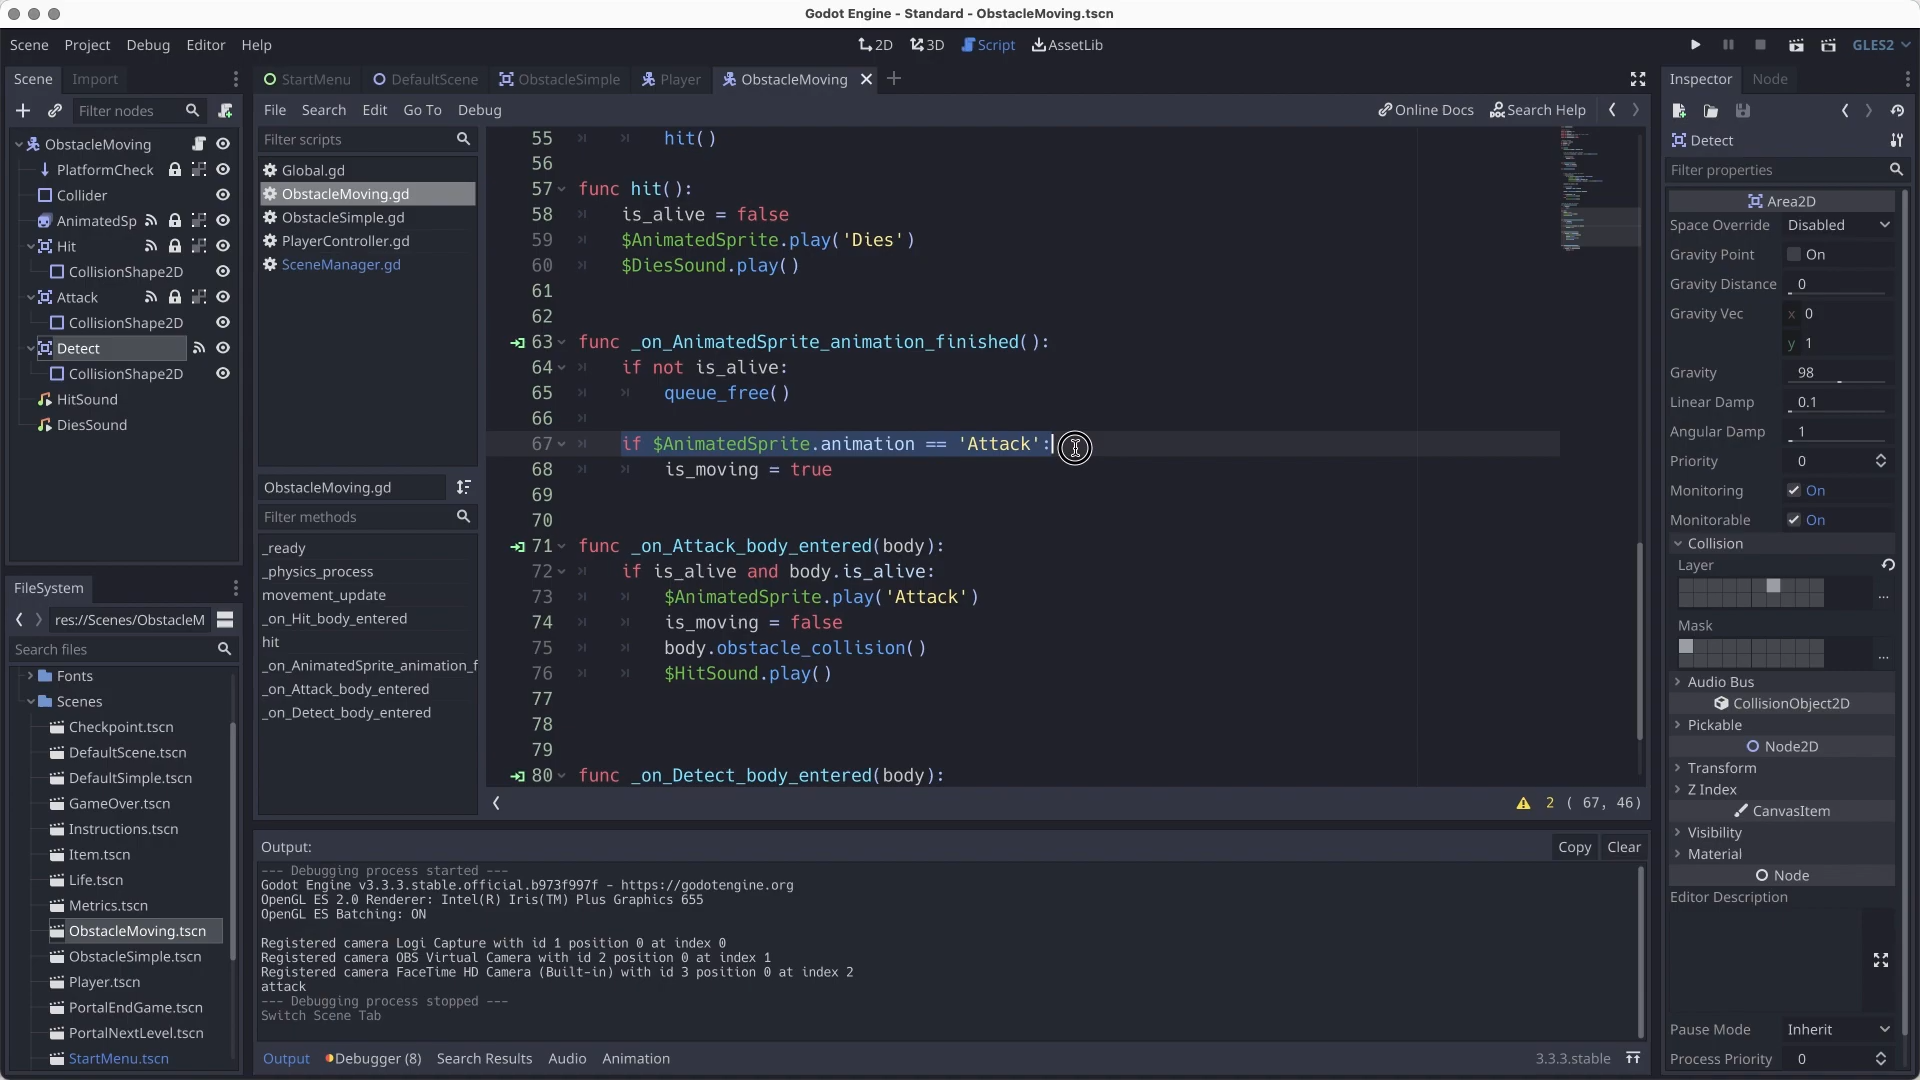 Godot Engine - Standard - ObstacleMoving.tscn
Scene Project Debug Editor Help
2D 3D Script AssetLib
GLES2
Scene Import
Filter nodes
ObstacleMoving
PlatformCheck
Collider
AnimatedSp
Hit
CollisionShape2D
Attack
CollisionShape2D
Detect
CollisionShape2D
HitSound
DiesSound
FileSystem
res://Scenes/ObstacleM
Search files
Fonts
Scenes
Checkpoint.tscn
DefaultScene.tscn
DefaultSimple.tscn
GameOver.tscn
Instructions.tscn
Item.tscn
Life.tscn
Metrics.tscn
ObstacleMoving.tscn
ObstacleSimple.tscn
Player.tscn
PortalEndGame.tscn
PortalNextLevel.tscn
StartMenu.tscn
StartMenu DefaultScene ObstacleSimple Player ObstacleMoving
File Search Edit Go To Debug
Online Docs Search Help
Filter scripts
Global.gd
ObstacleMoving.gd
ObstacleSimple.gd
PlayerController.gd
SceneManager.gd
ObstacleMoving.gd
Filter methods
_ready
_physics_process
movement_update
_on_Hit_body_entered
hit
_on_AnimatedSprite_animation_f
_on_Attack_body_entered
_on_Detect_body_entered
55 hit()
56
57 func hit():
58 is_alive = false
59 $AnimatedSprite.play('Dies')
60 $DiesSound.play()
61
62
63 func _on_AnimatedSprite_animation_finished():
64 if not is_alive:
65 queue_free()
66
67 if $AnimatedSprite.animation == 'Attack':
68 is_moving = true
69
70
71 func _on_Attack_body_entered(body):
72 if is_alive and body.is_alive:
73 $AnimatedSprite.play('Attack')
74 is_moving = false
75 body.obstacle_collision()
76 $HitSound.play()
77
78
79
80 func _on_Detect_body_entered(body):
2 ( 67, 46)
Output:
Copy Clear
--- Debugging process started ---
Godot Engine v3.3.3.stable.official.b973f997f - https://godotengine.org
OpenGL ES 2.0 Renderer: Intel(R) Iris(TM) Plus Graphics 655
OpenGL ES Batching: ON
Registered camera Logi Capture with id 1 position 0 at index 0
Registered camera OBS Virtual Camera with id 2 position 0 at index 1
Registered camera FaceTime HD Camera (Built-in) with id 3 position 0 at index 2
attack
--- Debugging process stopped ---
Switch Scene Tab
Output Debugger (8) Search Results Audio Animation
3.3.3.stable
Inspector Node
Detect
Filter properties
Area2D
Space Override Disabled
Gravity Point On
Gravity Distance 0
Gravity Vec x 0
y 1
Gravity 98
Linear Damp 0.1
Angular Damp 1
Priority 0
Monitoring On
Monitorable On
Collision
Layer
...
Mask
...
Audio Bus
CollisionObject2D
Pickable
Node2D
Transform
Z Index
CanvasItem
Visibility
Material
Node
Editor Description
Pause Mode Inherit
Process Priority 0